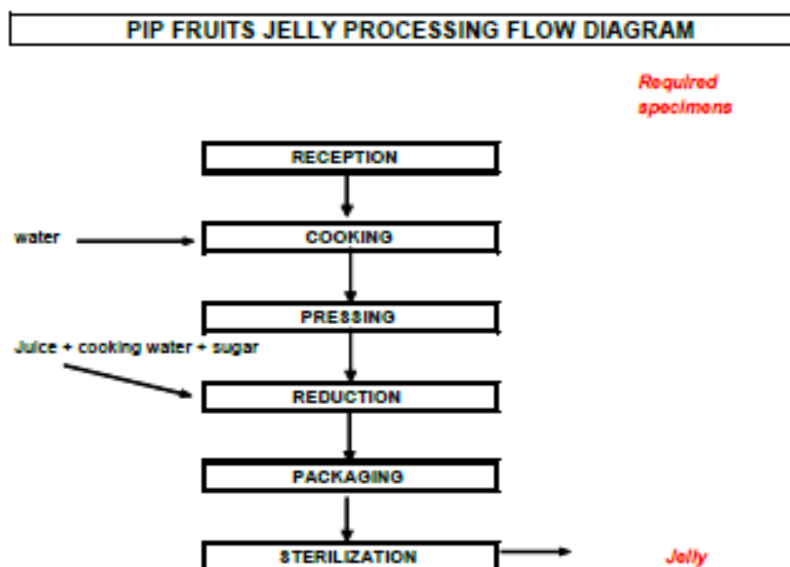 PIP FRUITS JELLY PROCESSING FLOW DIAGRAM
Required
specimens
RECEPTION
water
COOKING
PRESSING
Juice + cooking water + sugar
REDUCTION
PACKAGING
STERILIZATION
Jelly